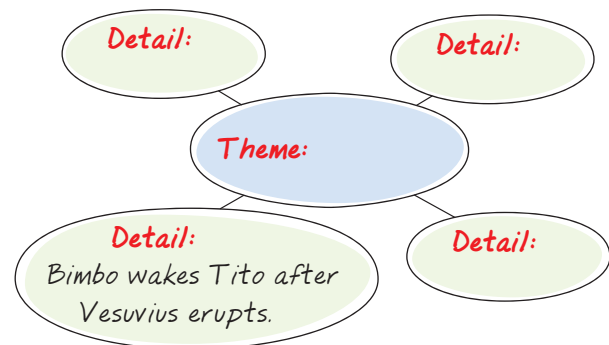 Detail:
Detail:
Theme:
Detail:
Bimbo wakes Tito after
Vesuvius erupts.
Detail: